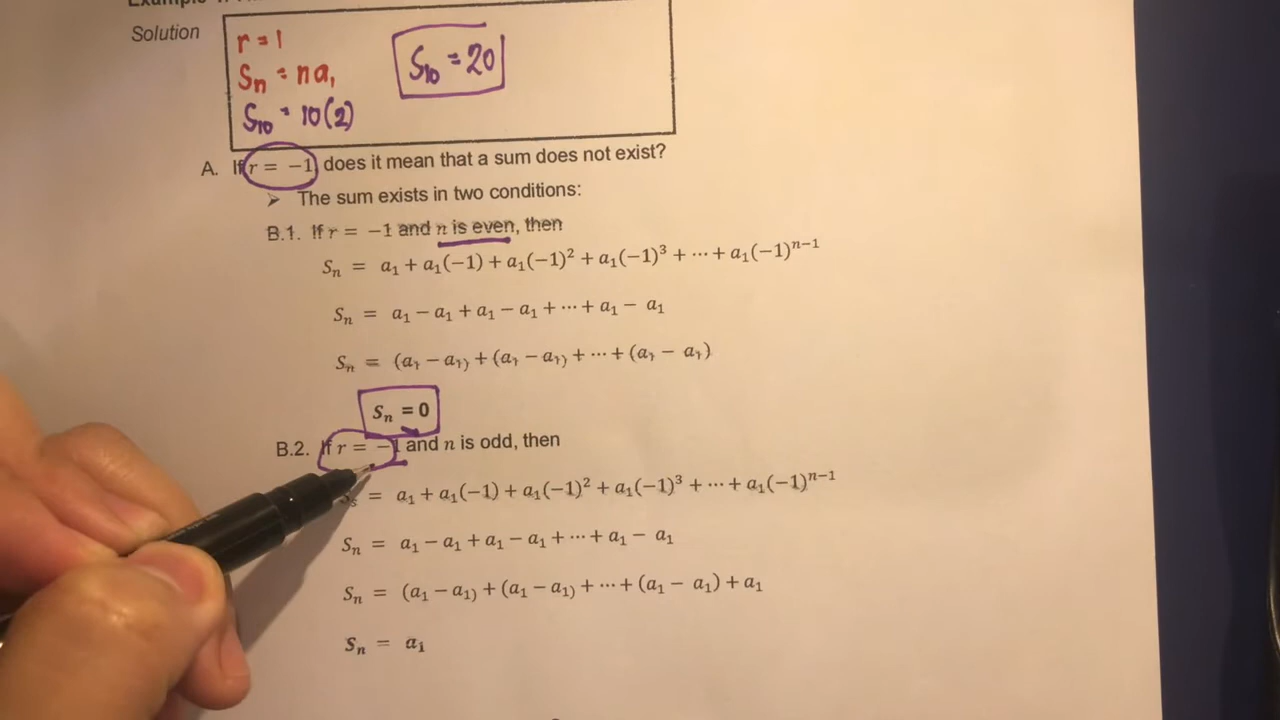 Solution
r = 1
Sn = na₁
S₁₀ = 10(2)
S₁₀ = 20
A. If r = −1 does it mean that a sum does not exist?
➢ The sum exists in two conditions:
B.1. If r = −1 and n is even, then
Sₙ = a₁ + a₁(−1) + a₁(−1)² + a₁(−1)³ + ⋯ + a₁(−1)ⁿ⁻¹
Sₙ = a₁ − a₁ + a₁ − a₁ + ⋯ + a₁ − a₁
Sₙ = (a₁ − a₁) + (a₁ − a₁) + ⋯ + (a₁ − a₁)
Sₙ = 0
B.2. If r = −1 and n is odd, then
= a₁ + a₁(−1) + a₁(−1)² + a₁(−1)³ + ⋯ + a₁(−1)ⁿ⁻¹
Sₙ = a₁ − a₁ + a₁ − a₁ + ⋯ + a₁ − a₁
Sₙ = (a₁ − a₁) + (a₁ − a₁) + ⋯ + (a₁ − a₁) + a₁
Sₙ = a₁